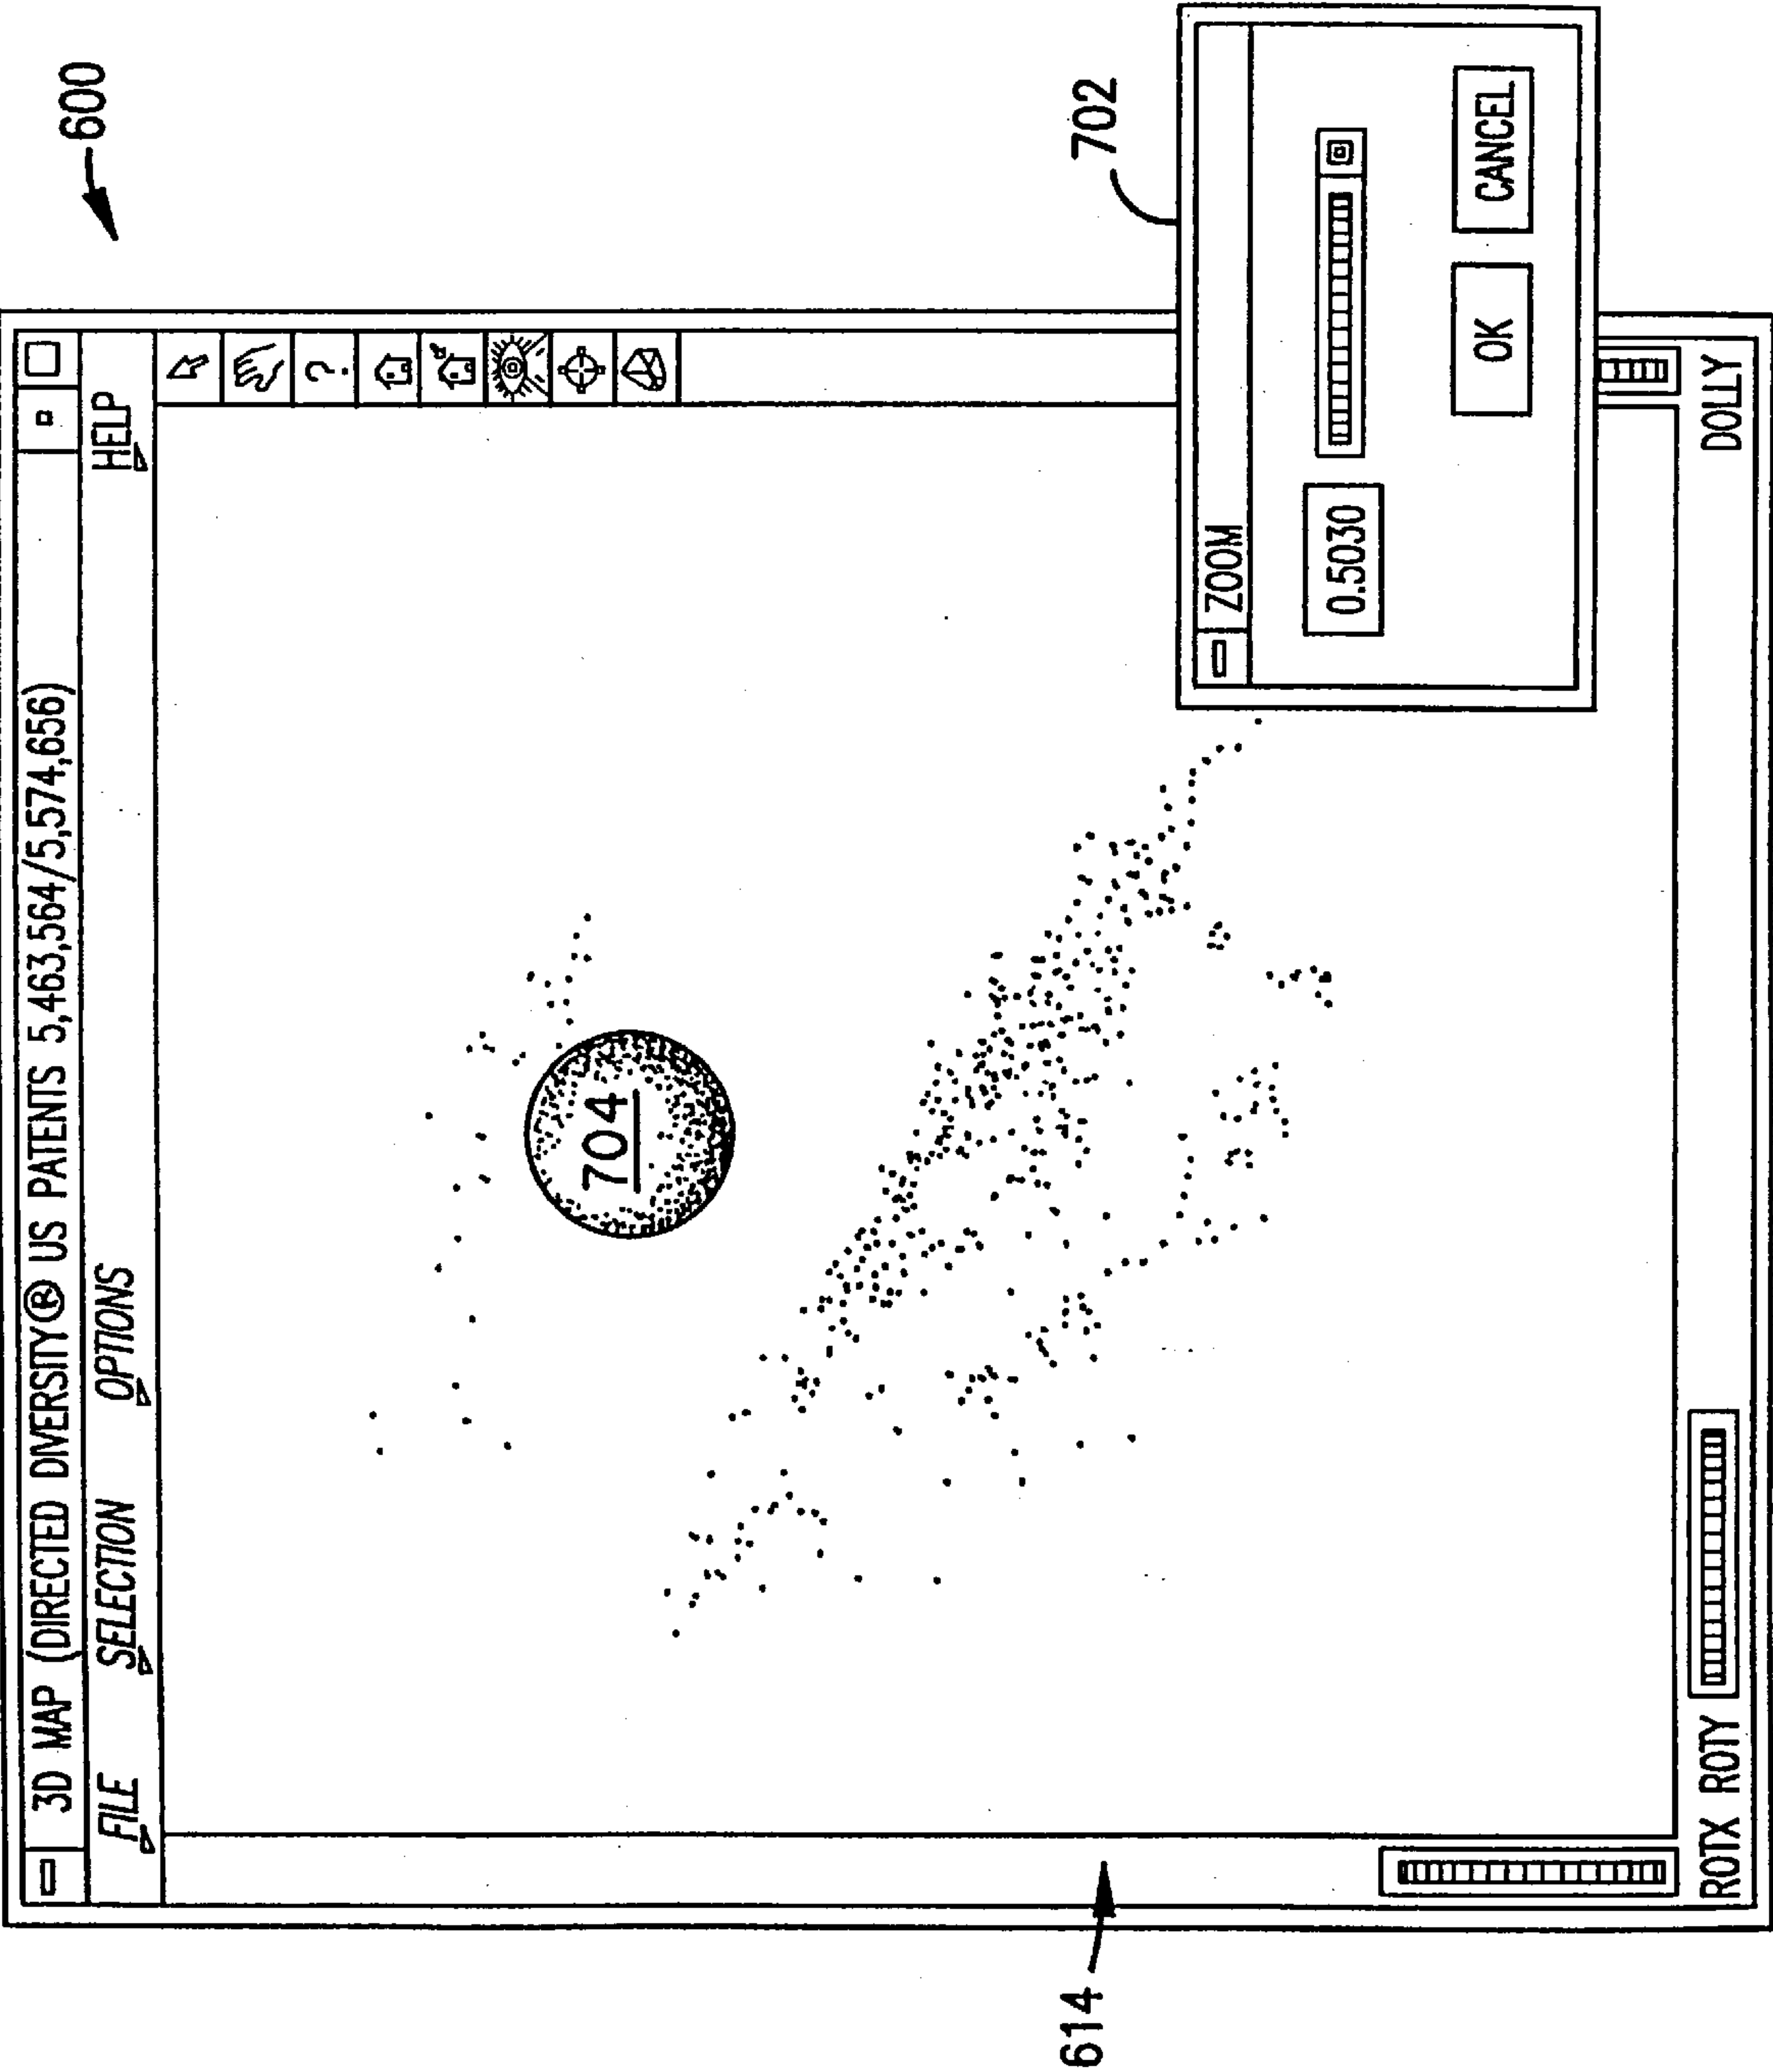 600
3D MAP (DIRECTED DIVERSITY® US PATENTS 5,463,564/5,574,656)
FILE SELECTION OPTIONS HELP
?
704
702
ZOOM
0.5030
OK CANCEL
614
ROTX ROTY DOLLY